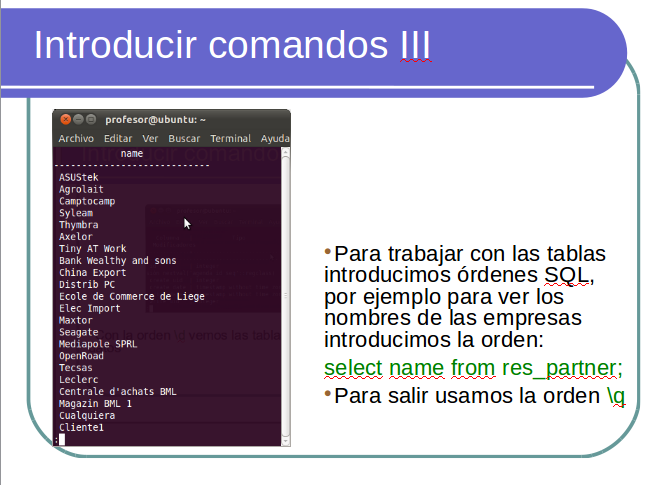 Introducir comandos III
profesor@ubuntu: ~
Archivo Editar Ver Buscar Terminal Ayuda
name
----------------------------
ASUStek
Agrolait
Camptocamp
Syleam
Thymbra
Axelor
Tiny AT Work
Bank Wealthy and sons
China Export
Distrib PC
Ecole de Commerce de Liege
Elec Import
Maxtor
Seagate
Mediapole SPRL
OpenRoad
Tecsas
Leclerc
Centrale d'achats BML
Magazin BML 1
Cualquiera
Cliente1
:
•Para trabajar con las tablas
introducimos órdenes SQL,
por ejemplo para ver los
nombres de las empresas
introducimos la orden:
select name from res_partner;
•Para salir usamos la orden \q